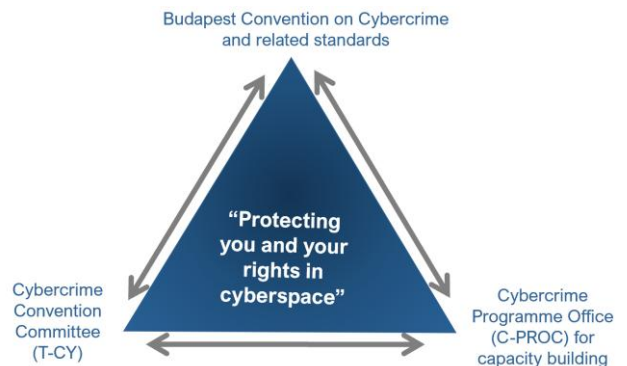 Budapest Convention on Cybercrime
and related standards
“Protecting
you and your
rights in
cyberspace”
Cybercrime
Convention
Committee
(T-CY)
Cybercrime
Programme Office
(C-PROC) for
capacity building